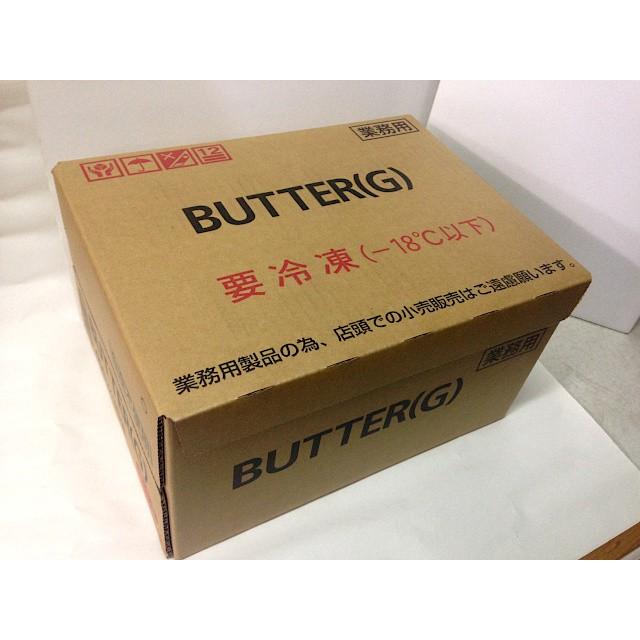 12
業務用
BUTTER(G)
要冷凍(−18℃以下)
業務用製品の為、店頭での小売販売はご遠慮願います。
業務用
BUTTER(G)